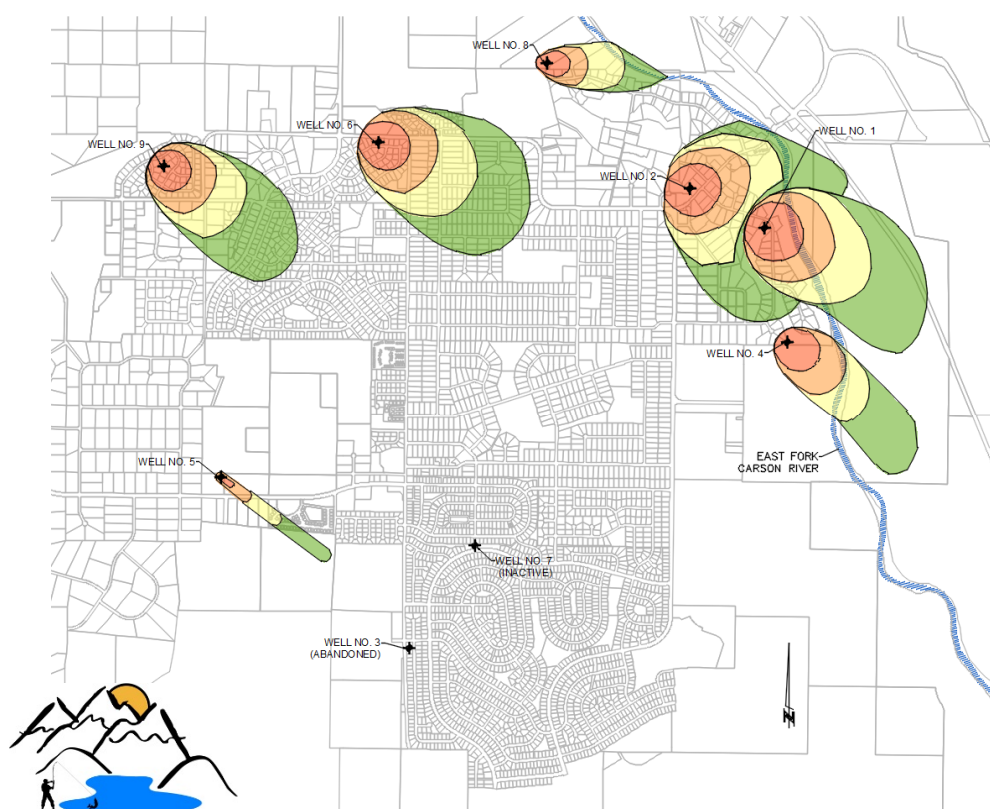 WELL NO. 8
WELL NO. 6
WELL NO. 1
WELL NO. 9
WELL NO. 2
WELL NO. 4
EAST FORK
CARSON RIVER
WELL NO. 5
WELL NO. 7
(INACTIVE)
WELL NO. 3
(ABANDONED)
N